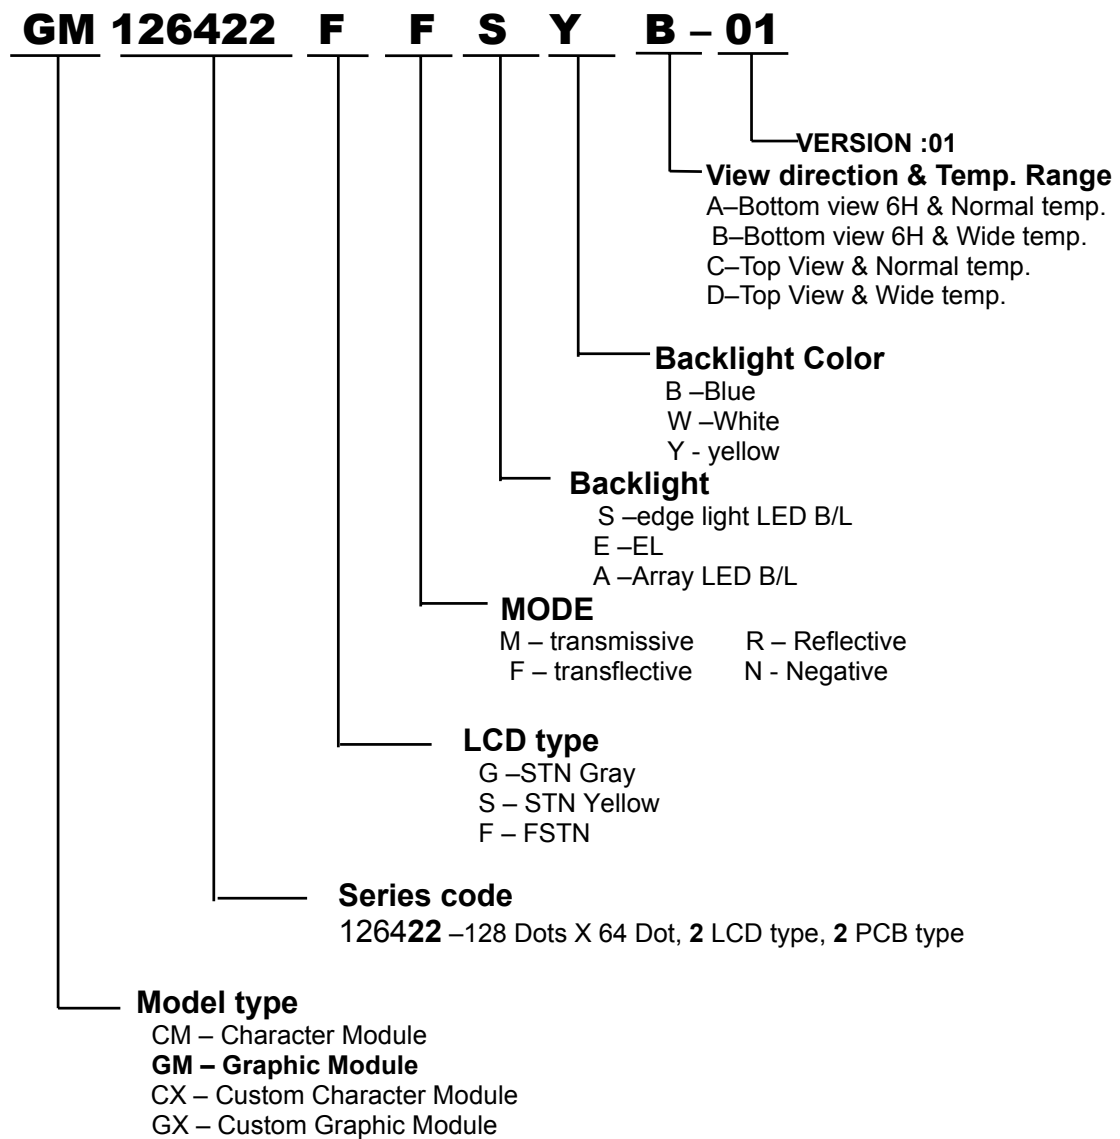 GM 126422 F F S Y B – 01
VERSION :01
View direction & Temp. Range
A–Bottom view 6H & Normal temp.
B–Bottom view 6H & Wide temp.
C–Top View & Normal temp.
D–Top View & Wide temp.
Backlight Color
B –Blue
W –White
Y - yellow
Backlight
S –edge light LED B/L
E –EL
A –Array LED B/L
MODE
M – transmissive R – Reflective
F – transflective N - Negative
LCD type
G –STN Gray
S – STN Yellow
F – FSTN
Series code
126422 –128 Dots X 64 Dot, 2 LCD type, 2 PCB type
Model type
CM – Character Module
GM – Graphic Module
CX – Custom Character Module
GX – Custom Graphic Module